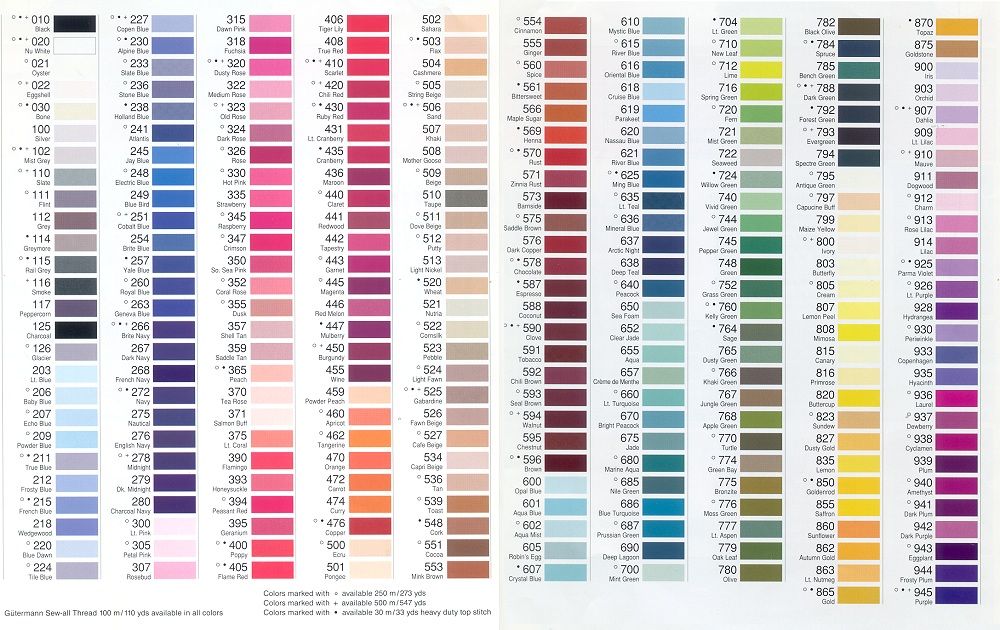 ° • + 010
Black
° + 020
Nu White
° 021
Oyster
° + 022
Eggshell
° • 030
Bone
100
Silver
° • + 102
Mist Grey
° + 110
Slate
111
Flint
112
Grey
• 114
Greymore
° • 115
Rail Grey
+ 116
Smoke
117
Peppercorn
125
Charcoal
° 126
Glacier
203
Lt. Blue
° 206
Baby Blue
° 207
Echo Blue
° 209
Powder Blue
° • 211
True Blue
212
Frosty Blue
° • 215
French Blue
218
Wedgewood
° 220
Blue Dawn
° 224
Tile Blue
° • 227
Copen Blue
° 230
Alpine Blue
° 233
Slate Blue
° 236
Stone Blue
• 238
Holland Blue
° 241
Atlantis
245
Jay Blue
° 248
Electric Blue
249
Blue Bird
° • 251
Cobalt Blue
254
Brite Blue
• 257
Yale Blue
° 260
Royal Blue
° 263
Geneva Blue
° • + 266
Brite Navy
267
Dark Navy
268
French Navy
° • 272
Navy
275
Nautical
276
English Navy
° • 278
Midnight
279
Dk. Midnight
280
Charcoal Navy
° 300
Lt. Pink
° 305
Petal Pink
307
Rosebud
315
Dawn Pink
318
Fuchsia
° • + 320
Dusty Rose
322
Medium Rose
° + 323
Old Rose
° 324
Dark Rose
° 326
Rose
° 330
Hot Pink
335
Strawberry
° 345
Raspberry
° 347
Crimson
350
So. Sea Pink
° 352
Coral Rose
° 355
Dusk
357
Shell Tan
359
Saddle Tan
° • 365
Peach
370
Tea Rose
371
Salmon Buff
375
Lt. Coral
390
Flamingo
393
Honeysuckle
° • 394
Peasant Red
395
Geranium
° • 400
Poppy
° • 405
Flame Red
406
Tiger Lily
408
True Red
° • + 410
Scarlet
° + 420
Chili Red
° • 430
Ruby Red
431
Lt. Cranberry
• 435
Cranberry
436
Maroon
° 440
Claret
441
Redwood
442
Tapestry
° 443
Garnet
445
Magenta
446
Red Melon
• 447
Mulberry
° + 450
Burgundy
455
Wine
459
Powder Peach
° 460
Apricot
° 462
Tangerine
470
Orange
472
Carrot
474
Curry
° • 476
Copper
° 500
Ecru
501
Pongee
502
Sahara
° • 503
Flax
504
Cashmere
505
String Beige
° • + 506
Sand
507
Khaki
508
Mother Goose
° • 509
Beige
510
Taupe
° 511
Dove Beige
° 512
Putty
513
Light Nickel
• 520
Wheat
521
Nutria
° 522
Cornsilk
° 523
Pebble
° 524
Light Fawn
° • + 525
Gabardine
526
Fawn Beige
° 527
Cafe Beige
534
Capri Beige
° 536
Tan
° 539
Toast
• 548
Cork
° 551
Cocoa
553
Mink Brown
Gütermann Sew-all Thread 100 m/110 yds available in all colors
Colors marked with ° available 250 m/273 yds
Colors marked with + available 500 m/547 yds
Colors marked with • available 30 m/33 yds heavy duty top stitch
° 554
Cinnamon
555
Ginger
° 560
Spice
• 561
Bittersweet
566
Maple Sugar
• 569
Henna
° • 570
Rust
571
Zinnia Rust
573
Barnside
° 575
Saddle Brown
576
Dark Copper
° • 578
Chocolate
• 587
Espresso
588
Coconut
° • + 590
Clove
591
Tobacco
° 592
Chili Brown
° 593
Seal Brown
° + 594
Walnut
595
Chestnut
° • 596
Brown
600
Opal Blue
601
Aqua Blue
° 602
Aqua Mist
605
Robin's Egg
• 607
Crystal Blue
610
Mystic Blue
° 615
River Blue
616
Oriental Blue
618
Cruise Blue
619
Parakeet
° 620
Nassau Blue
° 621
River Blue
° • 625
Ming Blue
° 635
Lt. Teal
° 636
Mineral Blue
637
Arctic Night
638
Deep Teal
° 640
Peacock
650
Sea Foam
° 652
Clear Jade
655
Aqua
657
Crème de Menthe
° 660
Lt. Turquoise
670
Bright Peacock
° 675
Jade
° 680
Marine Aqua
° 685
Nile Green
° + 686
Blue Turquoise
° • 687
Prussian Green
690
Deep Lagoon
° 700
Mint Green
• 704
Lt. Green
° 710
New Leaf
° 712
Lime
716
Spring Green
° 720
Fern
721
Mist Green
722
Seaweed
• 724
Willow Green
740
Vivid Green
° 744
Jewel Green
745
Pepper Green
748
Green
° 752
Grass Green
° • 760
Kelly Green
• 764
Sage
765
Dusty Green
° 766
Khaki Green
767
Jungle Green
768
Apple Green
° 770
Turtle
° 774
Green Bay
775
Bronzite
° • 776
Moss Green
777
Lt. Aspen
779
Oak Leaf
780
Olive
782
Black Olive
° • 784
Spruce
785
Bench Green
° • + 788
Dark Green
° 792
Forest Green
° + 793
Evergreen
794
Spectre Green
° 795
Antique Green
° + 797
Capucine Buff
799
Maize Yellow
° + 800
Ivory
803
Butterfly
° 805
Cream
807
Lemon Peel
° 808
Mimosa
° 815
Canary
816
Primrose
820
Buttercup
° 823
Sundew
827
Dusty Gold
° 835
Lemon
° • 850
Goldenrod
855
Saffron
860
Sunflower
862
Autumn Gold
863
Lt. Nutmeg
° • 865
Gold
• 870
Topaz
875
Goldstone
900
Iris
903
Orchid
° • 907
Dahlia
909
Lt. Lilac
° + 910
Mauve
911
Dogwood
912
Charm
° 913
Rose Lilac
914
Lilac
° • 925
Parma Violet
° 926
Lt. Purple
928
Hydrangea
° 930
Periwinkle
° 933
Copenhagen
° 935
Hyacinth
936
Laurel
° 937
Dewberry
° 938
Cyclamen
939
Plum
° 940
Amethyst
° 941
Dark Plum
° 942
Dark Pink
° • 943
Eggplant
944
Frosty Plum
° • + 945
Purple